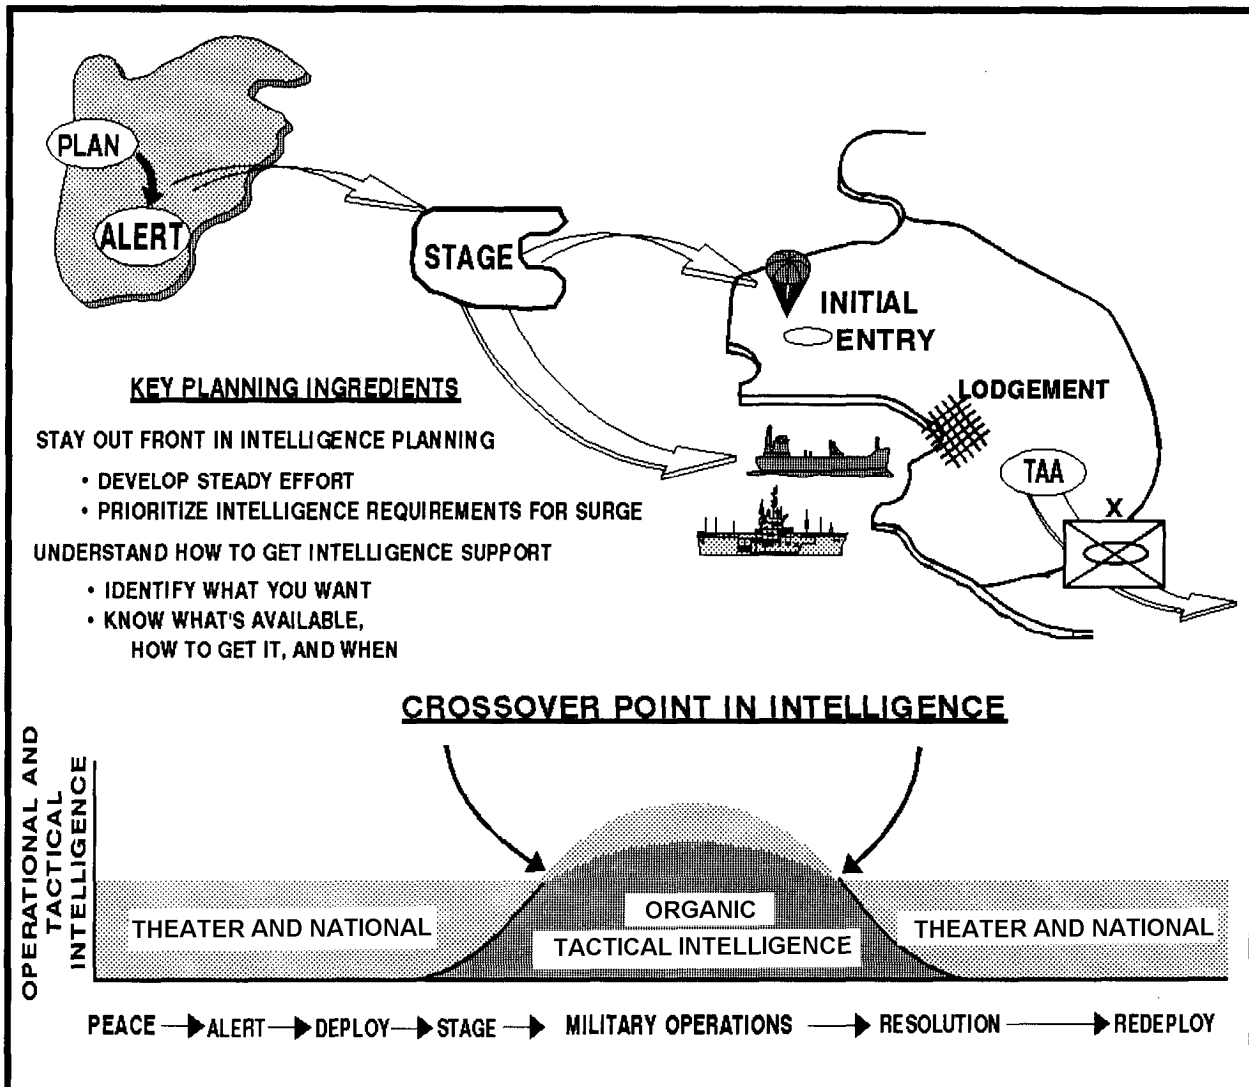 PLAN
ALERT
STAGE
INITIAL
ENTRY
LODGEMENT
TAA
X
KEY PLANNING INGREDIENTS
STAY OUT FRONT IN INTELLIGENCE PLANNING
• DEVELOP STEADY EFFORT
• PRIORITIZE INTELLIGENCE REQUIREMENTS FOR SURGE
UNDERSTAND HOW TO GET INTELLIGENCE SUPPORT
• IDENTIFY WHAT YOU WANT
• KNOW WHAT'S AVAILABLE,
HOW TO GET IT, AND WHEN
CROSSOVER POINT IN INTELLIGENCE
OPERATIONAL AND
TACTICAL
INTELLIGENCE
THEATER AND NATIONAL
ORGANIC
TACTICAL INTELLIGENCE
THEATER AND NATIONAL
PEACE ALERT DEPLOY STAGE MILITARY OPERATIONS RESOLUTION REDEPLOY